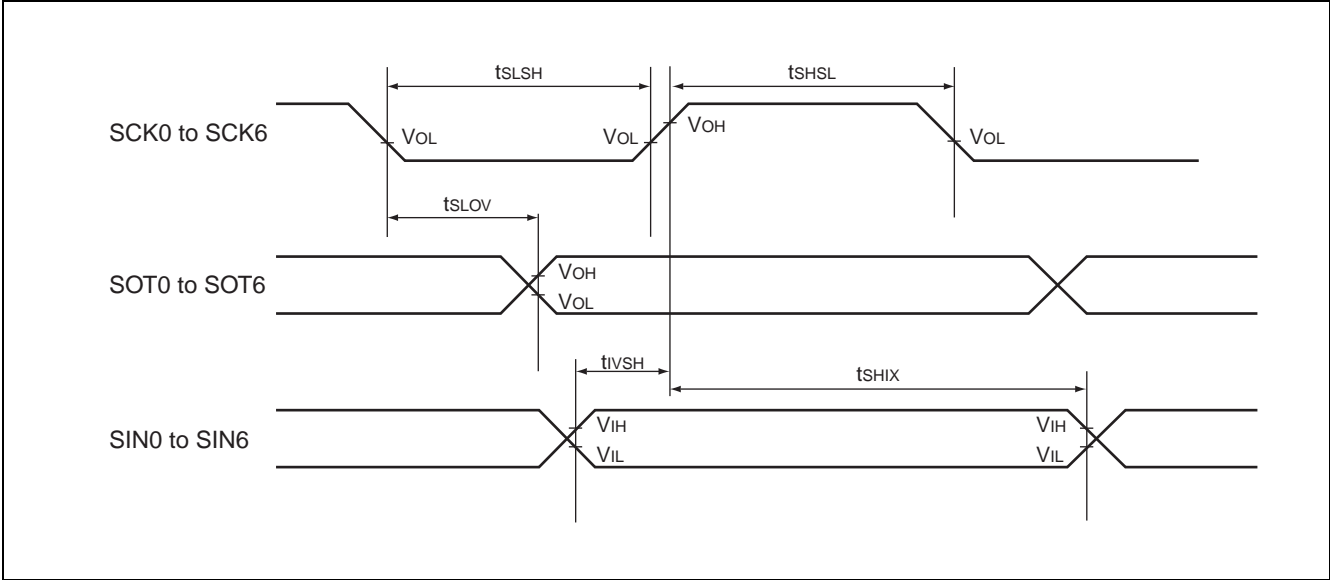 tSLSH
tSHSL
SCK0 to SCK6
VOL
VOL
VOH
VOL
tSLOV
SOT0 to SOT6
VOH
VOL
tIVSH
tSHIX
SIN0 to SIN6
VIH
VIL
VIH
VIL